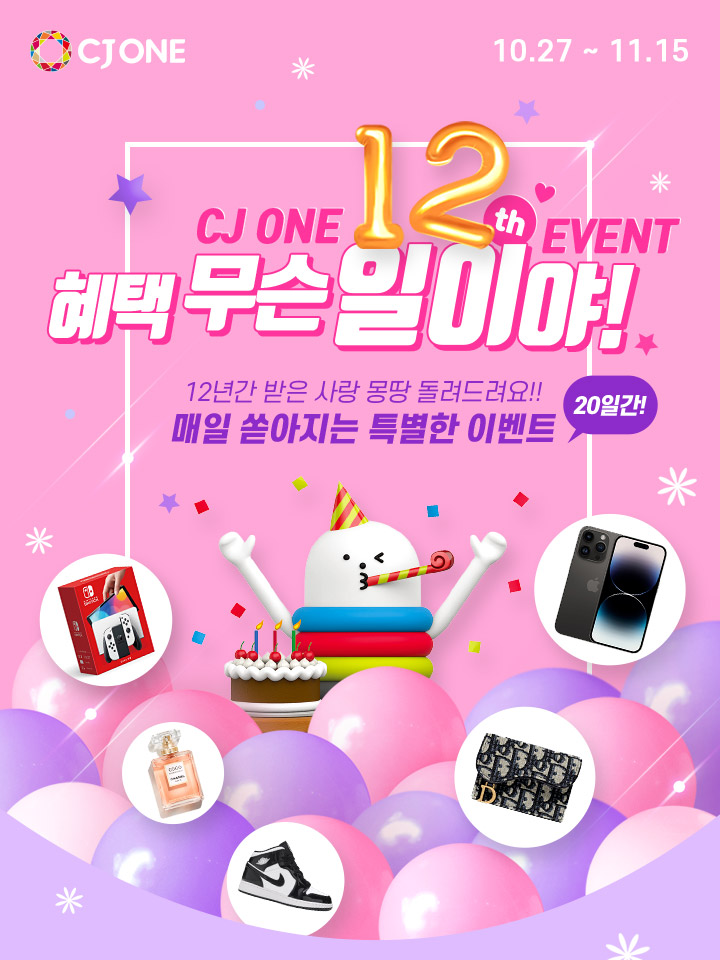 CJ ONE
10.27 ~ 11.15
CJ ONE 12th EVENT
혜택 무슨일이야!
12년간 받은 사랑 몽땅 돌려드려요!!
20일간!
매일 쏟아지는 특별한 이벤트
COCO
CHANEL
D